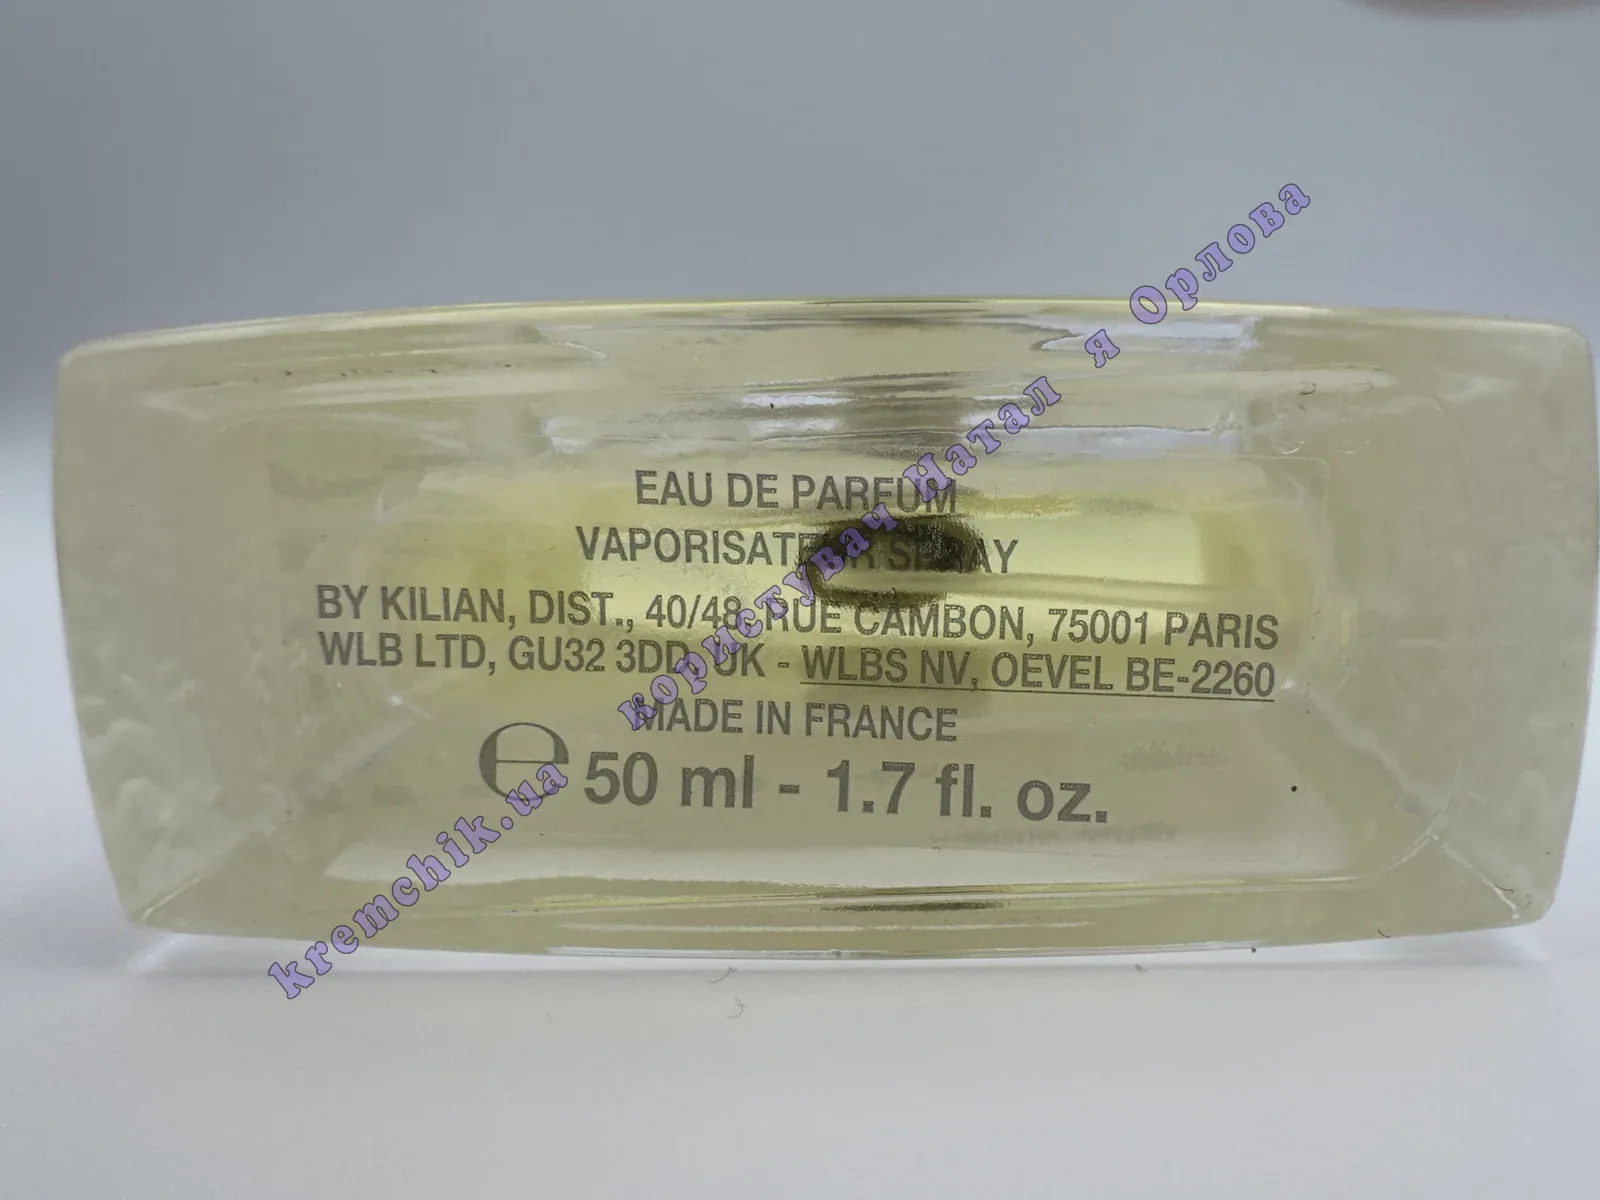 EAU DE PARFUM
VAPORISATEUR SPRAY
BY KILIAN, DIST., 40/48, RUE CAMBON, 75001 PARIS
WLB LTD, GU32 3DD, UK - WLBS NV, OEVEL BE-2260
MADE IN FRANCE
℮ 50 ml - 1.7 fl. oz.
kremchik.ua користувач Натал я Орлова